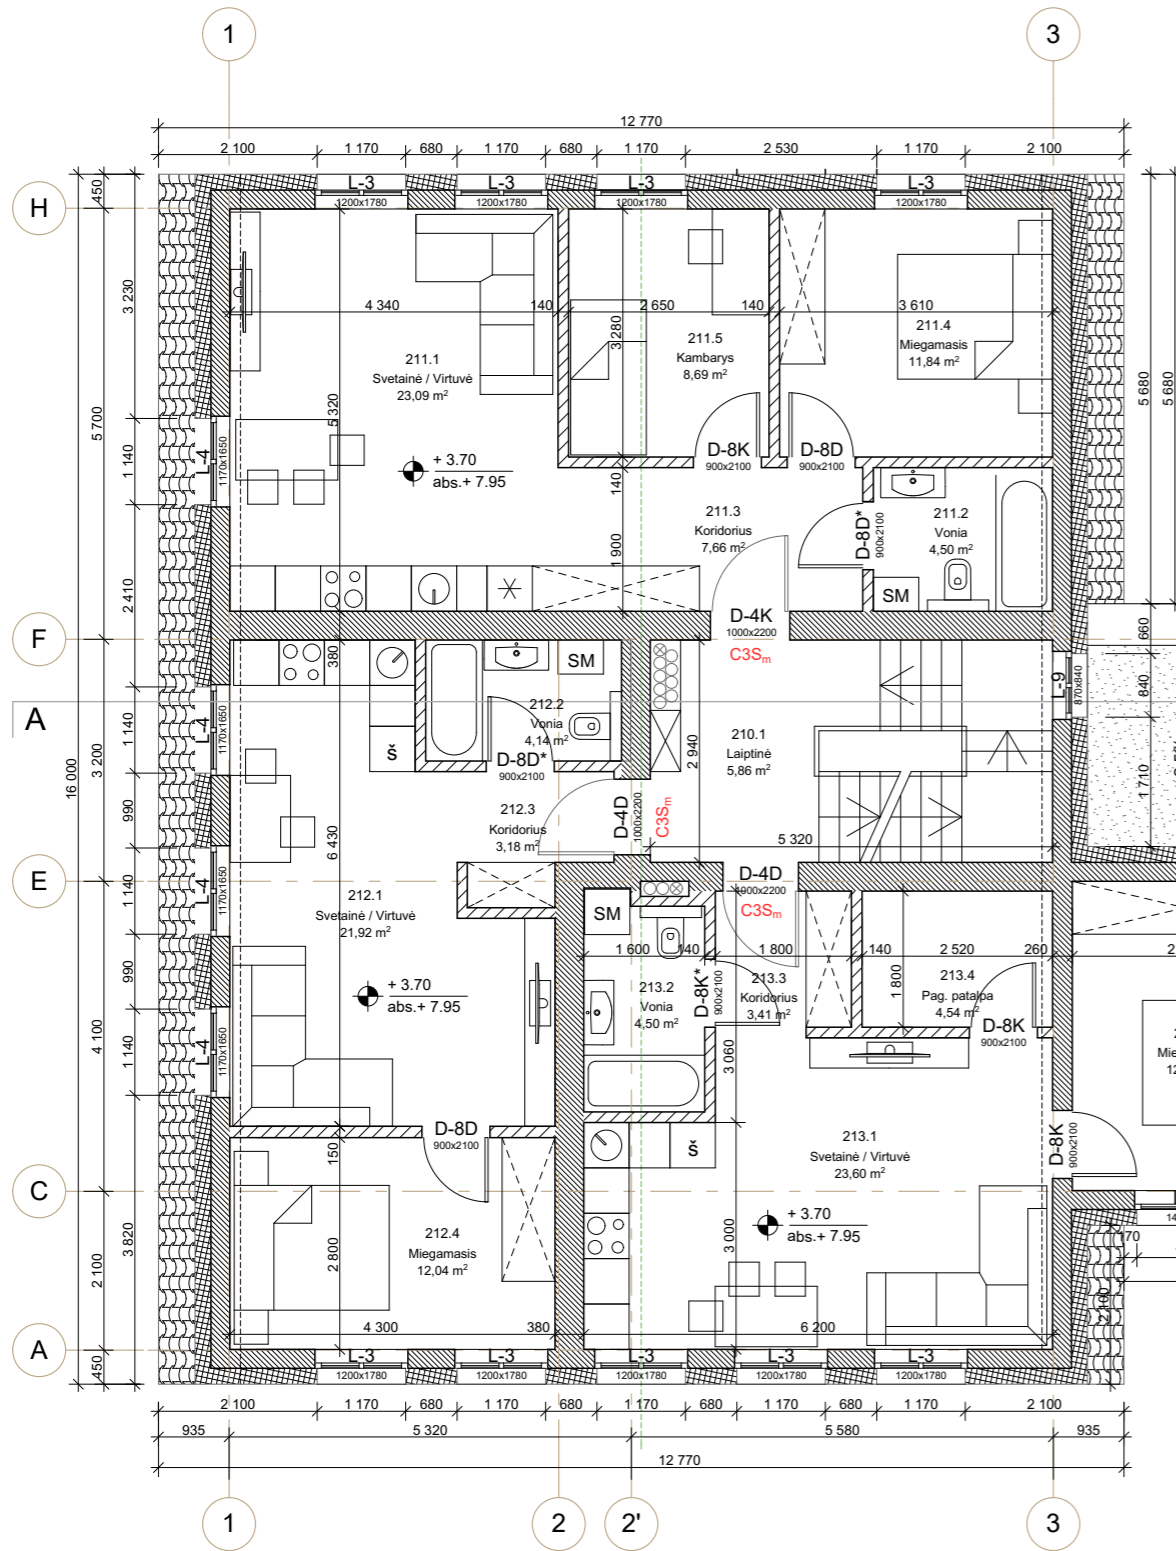 1
3
12 770
2 100
1 170
680
1 170
680
1 170
2 530
1 170
2 100
L-3
L-3
L-3
L-3
1200x1780
1200x1780
1200x1780
1200x1780
H
450
3 230
5 700
1 140
2 410
4 340
140
2 650
140
3 610
3 280
5 320
211.1
Svetainė / Virtuvė
23,09 m²
211.5
Kambarys
8,69 m²
211.4
Miegamasis
11,84 m²
5 680
5 680
L-4
1170x1650
+ 3.70
abs.+ 7.95
D-8K
900x2100
D-8D
900x2100
140
1 900
211.3
Koridorius
7,66 m²
D-8D*
900x2100
211.2
Vonia
4,50 m²
SM
F
380
D-4K
1000x2200
C3Sm
660
840
1 710
L-9
870x840
A
16 000
3 200
1 140
990
1 140
990
1 140
4 100
L-4
1170x1650
SM
212.2
Vonia
4,14 m²
D-8D*
900x2100
Š
2 940
210.1
Laiptinė
5,86 m²
212.3
Koridorius
3,18 m²
D-4D
1000x2200
C3Sm
5 320
6 430
E
L-4
1170x1650
212.1
Svetainė / Virtuvė
21,92 m²
D-4D
1000x2200
C3Sm
SM
1 600
140
1 800
140
2 520
260
1 800
213.2
Vonia
4,50 m²
D-8K*
900x2100
213.3
Koridorius
3,41 m²
213.4
Pag. patalpa
4,54 m²
D-8K
900x2100
+ 3.70
abs.+ 7.95
L-4
1170x1650
3 060
D-8D
900x2100
150
Š
213.1
Svetainė / Virtuvė
23,60 m²
D-8K
900x2100
C
3 820
2 100
2 800
212.4
Miegamasis
12,04 m²
3 000
+ 3.70
abs.+ 7.95
170
2 100
4 300
380
6 200
A
450
L-3
L-3
L-3
L-3
L-3
1200x1780
1200x1780
1200x1780
1200x1780
1200x1780
2 100
1 170
680
1 170
680
1 170
680
1 170
680
1 170
2 100
935
5 320
5 580
935
12 770
1
2
2'
3